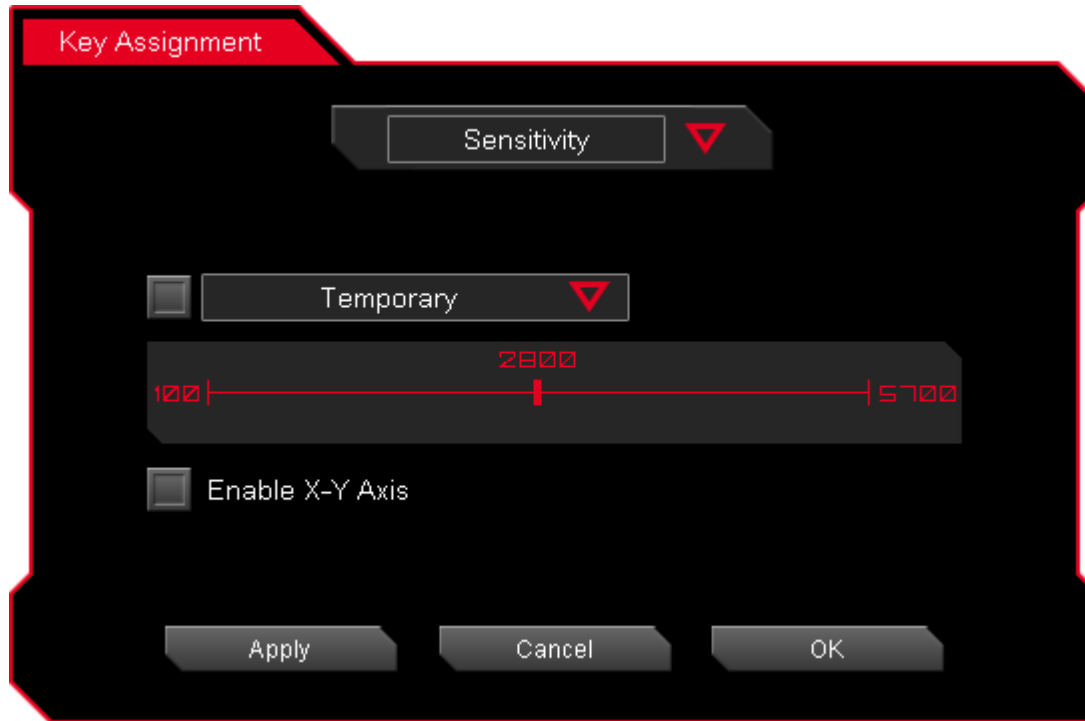 Key Assignment
Sensitivity
Temporary
2800
100 5700
Enable X-Y Axis
Apply Cancel OK